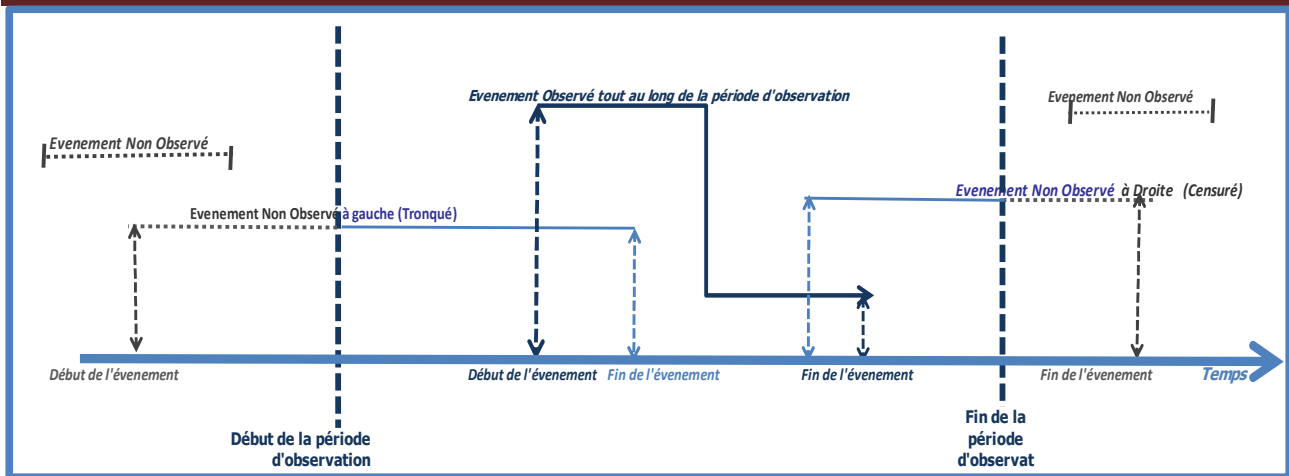 Evenement Observé tout au long de la période d'observation
Evenement Non Observé
Evenement Non Observé
Evenement Non Observé à Droite (Censuré)
Evenement Non Observé à gauche (Tronqué)
Début de l'évenement
Début de l'évenement
Fin de l'évenement
Fin de l'évenement
Fin de l'évenement
Temps
Début de la période
d'observation
Fin de la
période
d'observat